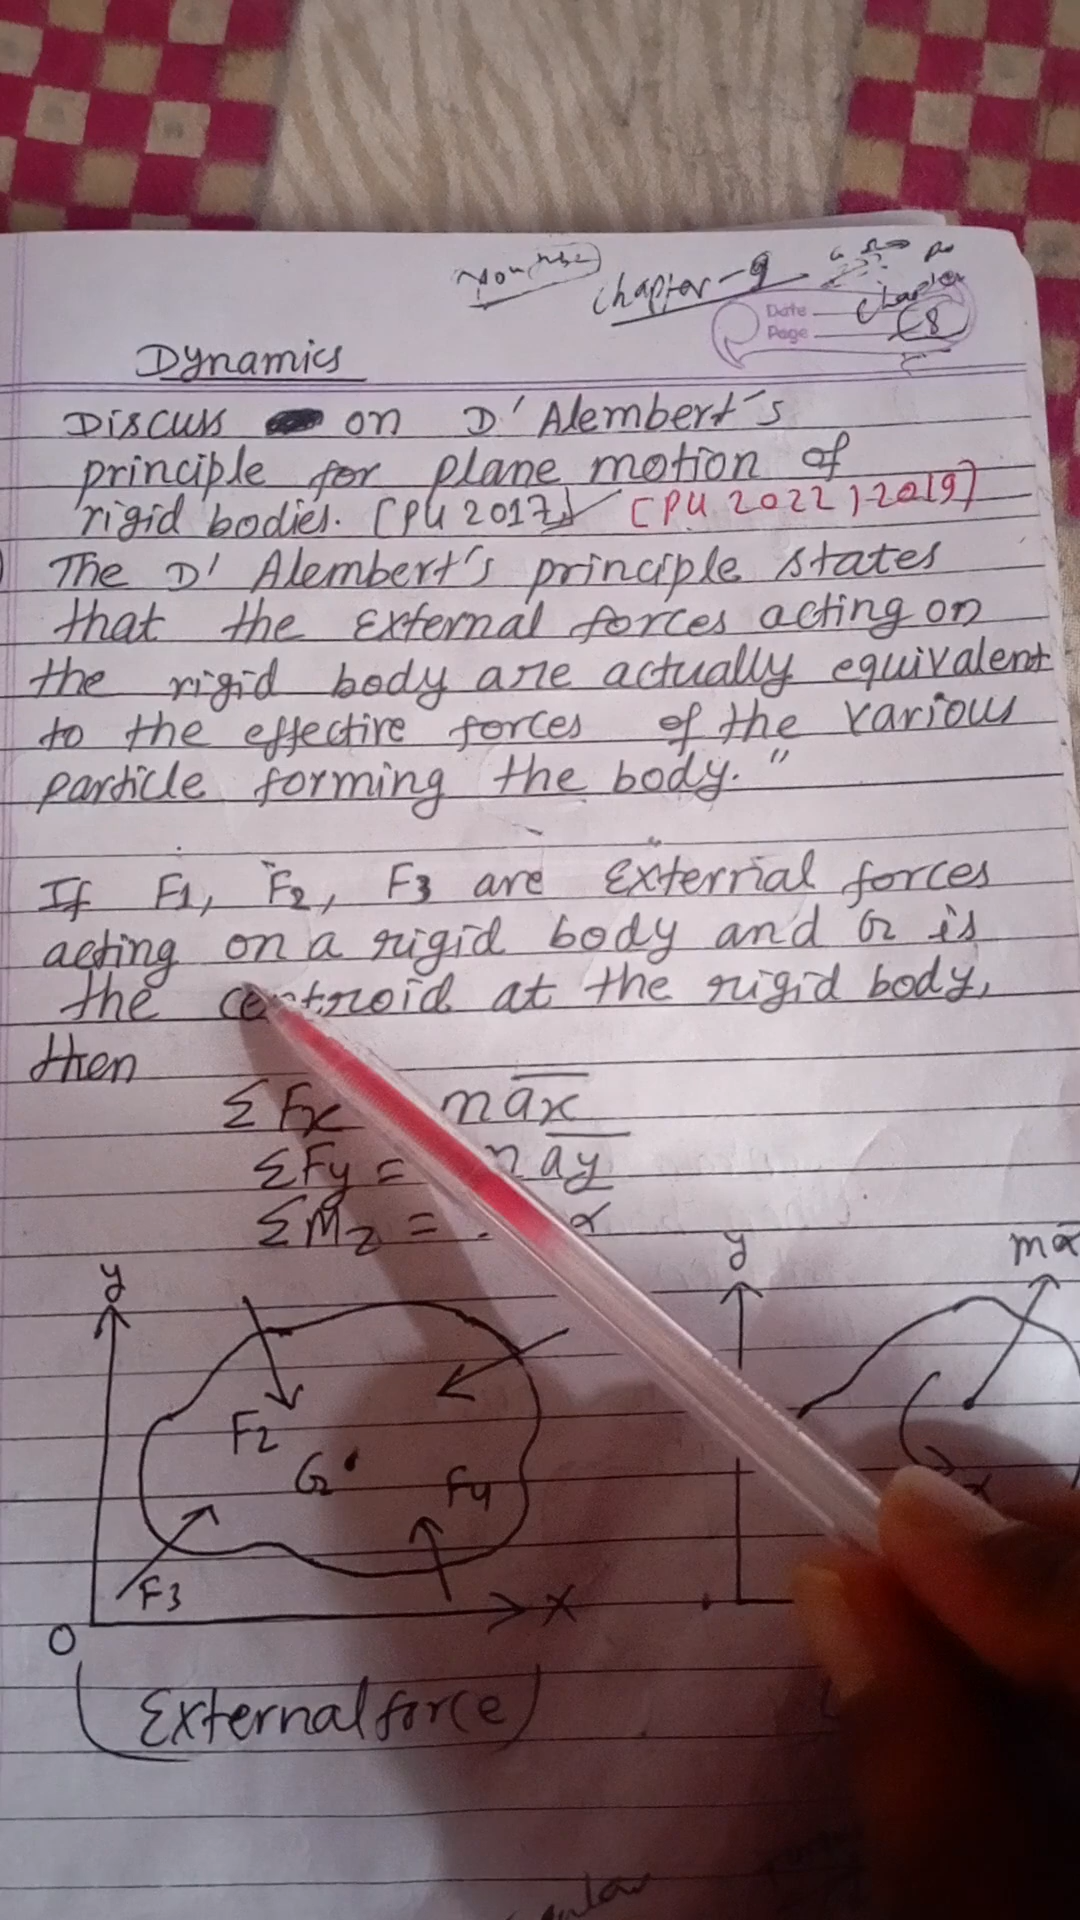 chapter-9
chapter
8
Date
Page
Dynamics
Discuss on D'Alembert's
principle for plane motion of
rigid bodies. [PU 2017] [PU 2022, 2019]
The D' Alembert's principle states
that the external forces acting on
the rigid body are actually equivalent
to the effective forces of the various
particle forming the body."
If F1, F2, F3 are external forces
acting on a rigid body and G is
the centroid at the rigid body,
then
ΣFx m a̅x̅
ΣFy = a̅y̅
ΣMz = α
y
y
F2
G
F4
F3
x
O
α
(External force)